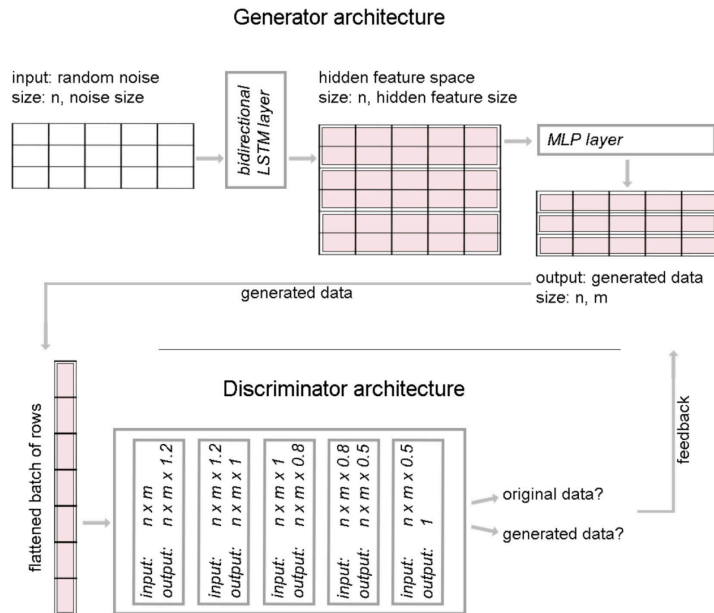 Generator architecture
input: random noise
size: n, noise size
bidirectional
LSTM layer
hidden feature space
size: n, hidden feature size
MLP layer
output: generated data
size: n, m
generated data
Discriminator architecture
flattened batch of rows
input: n x m
output: n x m x 1.2
input: n x m x 1.2
output: n x m x 1
input: n x m x 1
output: n x m x 0.8
input: n x m x 0.8
output: n x m x 0.5
input: n x m x 0.5
output: 1
original data?
generated data?
feedback